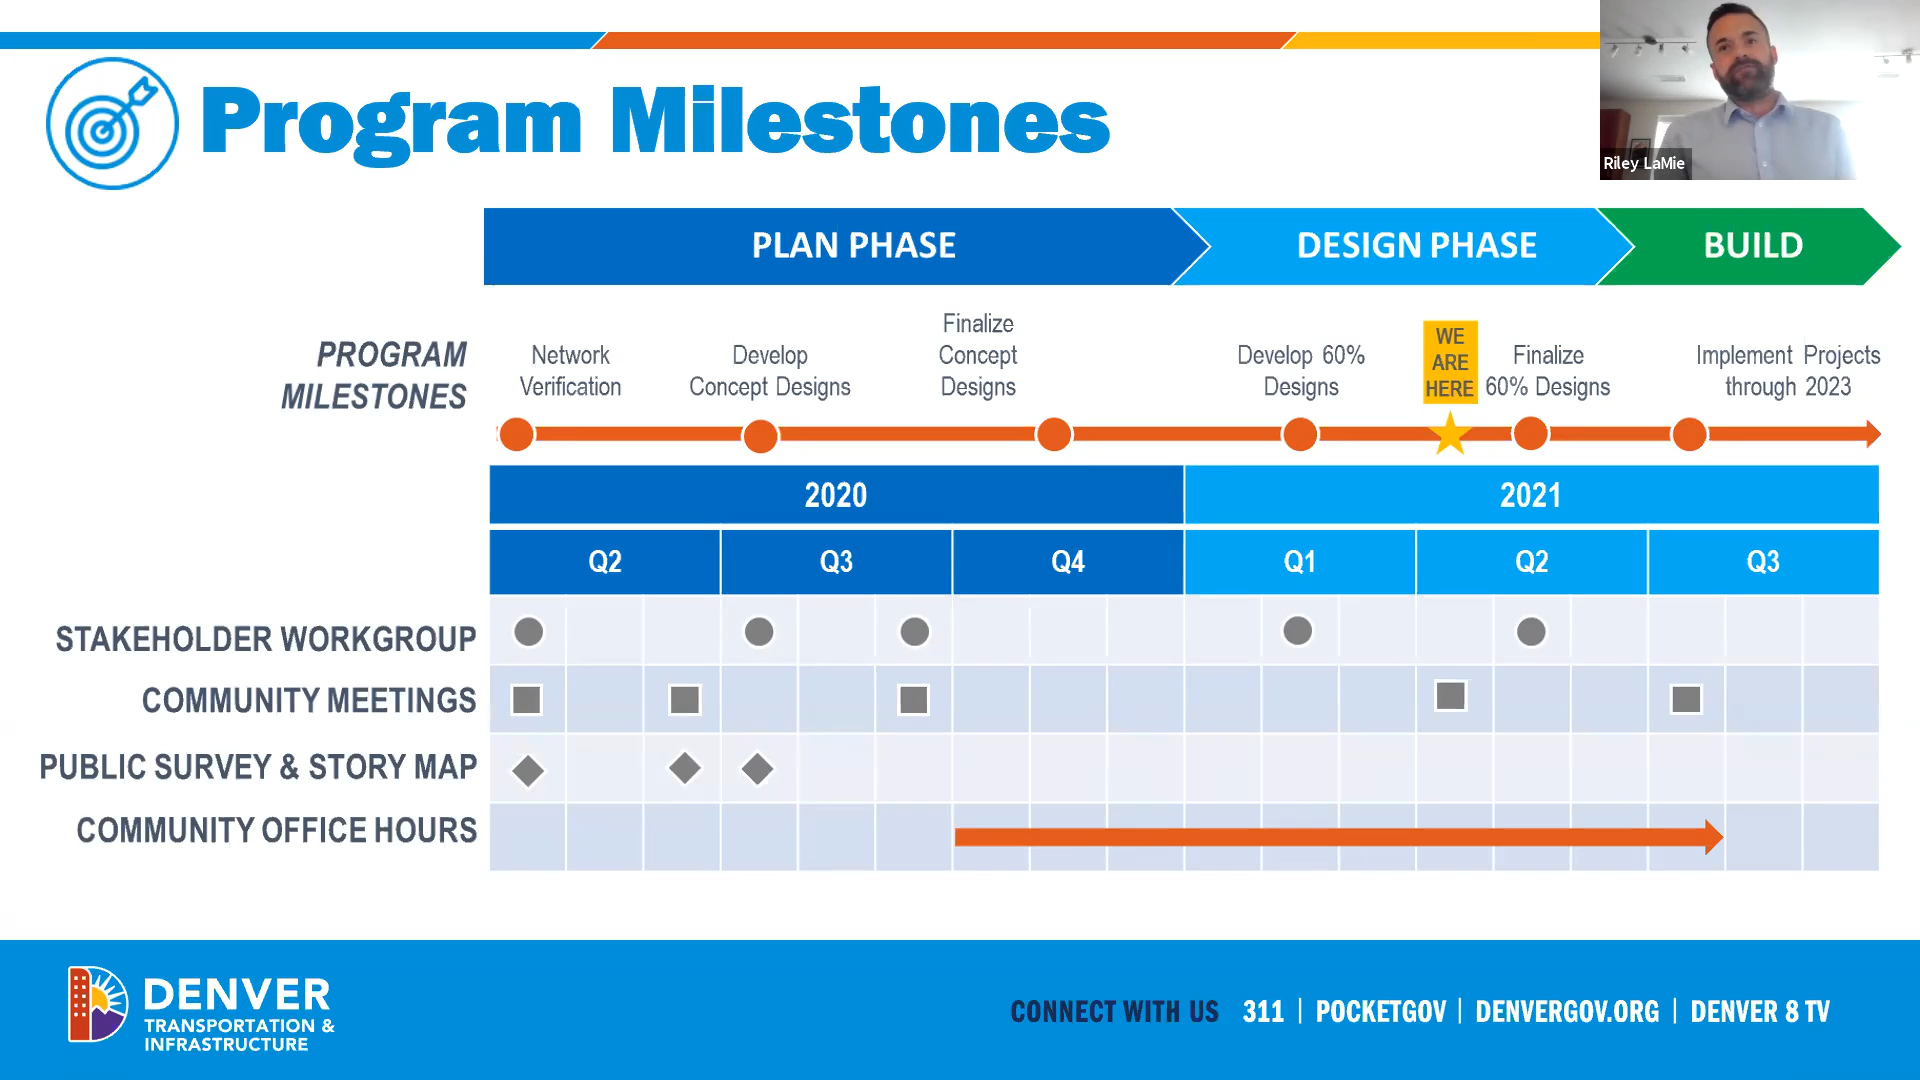 Program Milestones
Riley LaMie
PLAN PHASE
DESIGN PHASE
BUILD
PROGRAM
MILESTONES
Network
Verification
Develop
Concept Designs
Finalize
Concept
Designs
Develop 60%
Designs
WE
ARE
HERE
Finalize
60% Designs
Implement Projects
through 2023
2020
2021
Q2
Q3
Q4
Q1
Q2
Q3
STAKEHOLDER WORKGROUP
COMMUNITY MEETINGS
PUBLIC SURVEY & STORY MAP
COMMUNITY OFFICE HOURS
DENVER
TRANSPORTATION &
INFRASTRUCTURE
CONNECT WITH US 311 | POCKETGOV | DENVERGOV.ORG | DENVER 8 TV